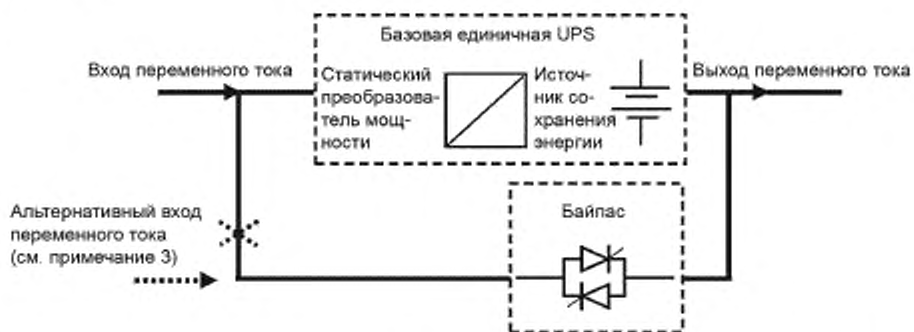 Базовая единичная UPS
Вход переменного тока
Статический
преобразова-
тель мощ-
ности
Источ-
ник со-
хранения
энергии
Выход переменного тока
Альтернативный вход
переменного тока
(см. примечание 3)
Байпас